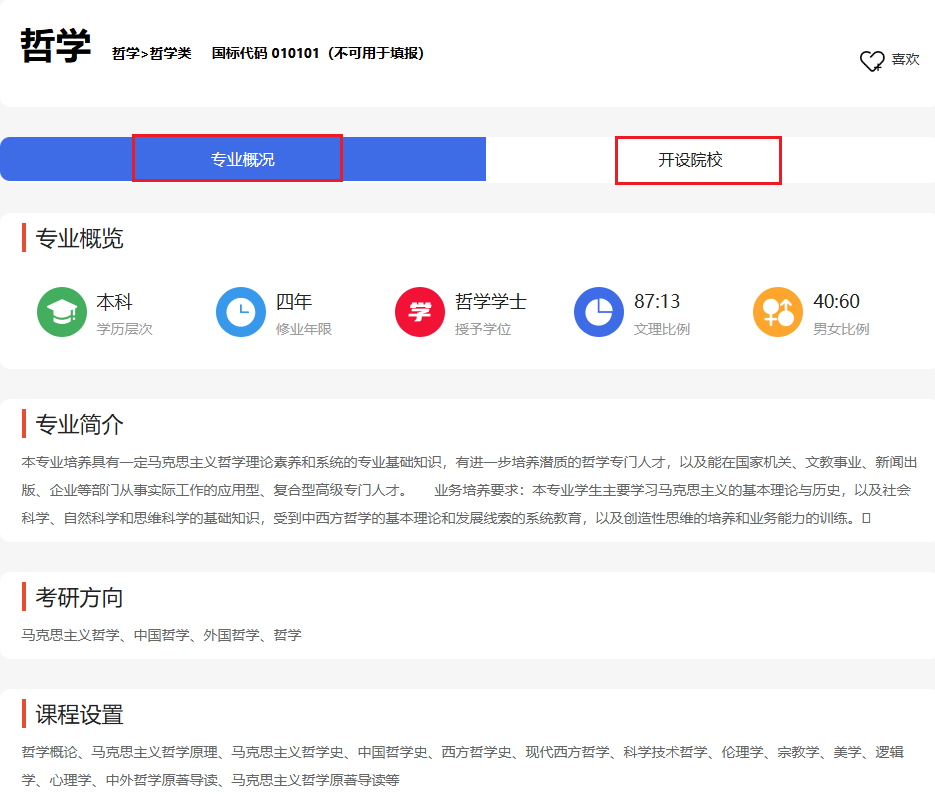 哲学 哲学>哲学类 国标代码 010101（不可用于填报）
喜欢
专业概况 开设院校
专业概览
本科 四年 哲学学士 87:13 40:60
学历层次 修业年限 授予学位 文理比例 男女比例
学
专业简介
本专业培养具有一定马克思主义哲学理论素养和系统的专业基础知识，有进一步培养潜质的哲学专门人才，以及能在国家机关、文教事业、新闻出
版、企业等部门从事实际工作的应用型、复合型高级专门人才。 业务培养要求：本专业学生主要学习马克思主义的基本理论与历史，以及社会
科学、自然科学和思维科学的基础知识，受到中西方哲学的基本理论和发展线索的系统教育，以及创造性思维的培养和业务能力的训练。
考研方向
马克思主义哲学、中国哲学、外国哲学、哲学
课程设置
哲学概论、马克思主义哲学原理、马克思主义哲学史、中国哲学史、西方哲学史、现代西方哲学、科学技术哲学、伦理学、宗教学、美学、逻辑
学、心理学、中外哲学原著导读、马克思主义哲学原著导读等